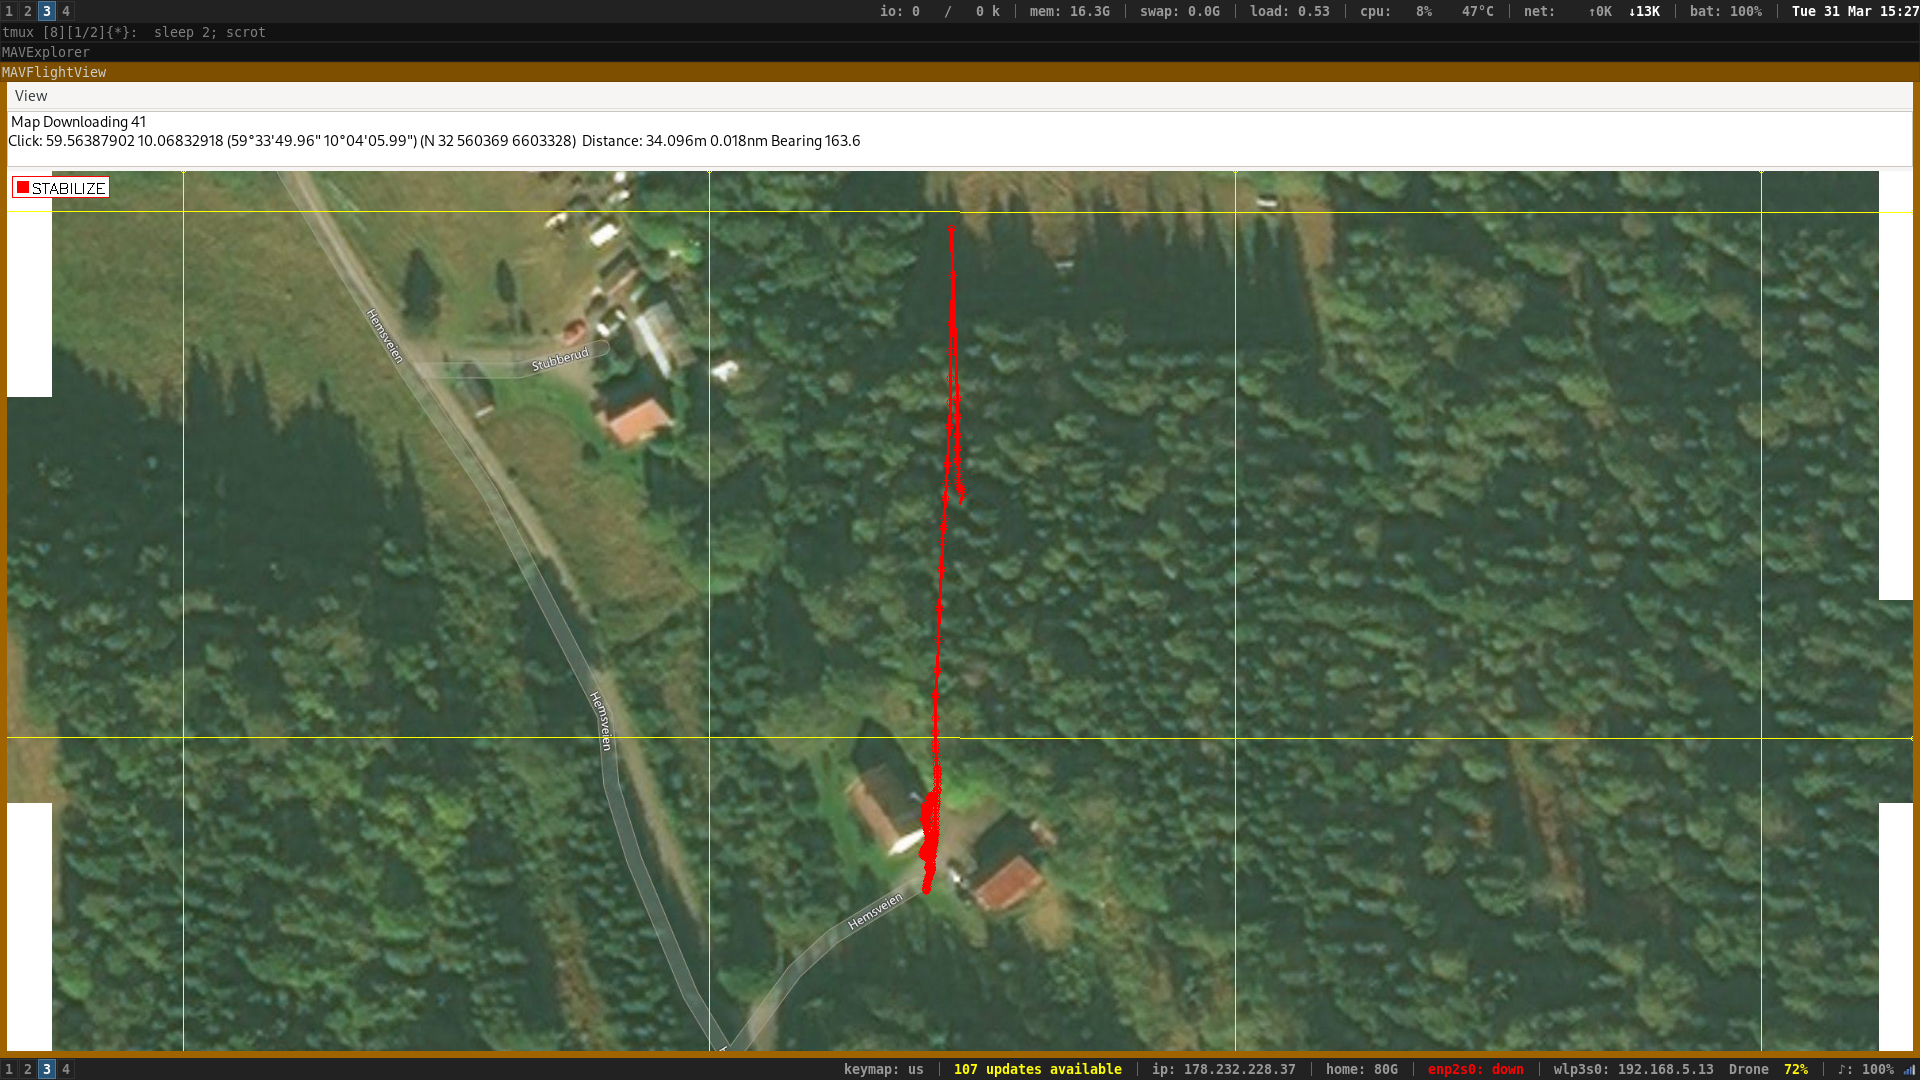 1 2 3 4 io: 0 / 0 k mem: 16.3G swap: 0.0G load: 0.53 cpu: 8% 47°C net: ↑0K ↓13K bat: 100% Tue 31 Mar 15:27
tmux [8][1/2]{*}: sleep 2; scrot
MAVExplorer
MAVFlightView
View
Map Downloading 41
Click: 59.56387902 10.06832918 (59°33'49.96" 10°04'05.99") (N 32 560369 6603328) Distance: 34.096m 0.018nm Bearing 163.6
STABILIZE
Hemsveien
Stubberud
Hemsveien
Hemsveien
1 2 3 4 keymap: us 107 updates available ip: 178.232.228.37 home: 80G enp2s0: down wlp3s0: 192.168.5.13 Drone 72% ♪: 100%